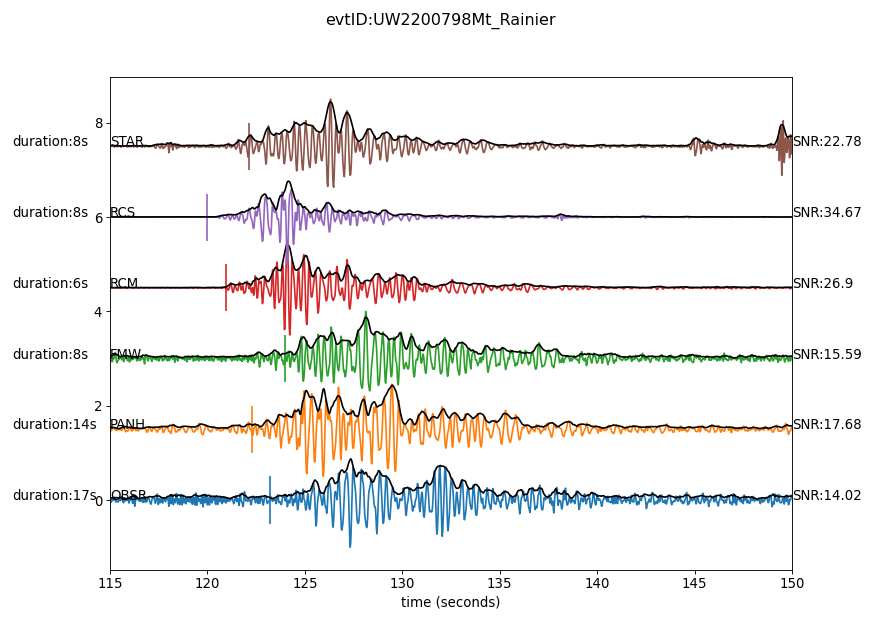 evtID:UW2200798Mt_Rainier
8
duration:8s STAR SNR:22.78
duration:8s RCS SNR:34.67
6
duration:6s RCM SNR:26.9
4
duration:8s FMW SNR:15.59
2
duration:14s PANH SNR:17.68
duration:17s OBSR SNR:14.02
0
115 120 125 130 135 140 145 150
time (seconds)